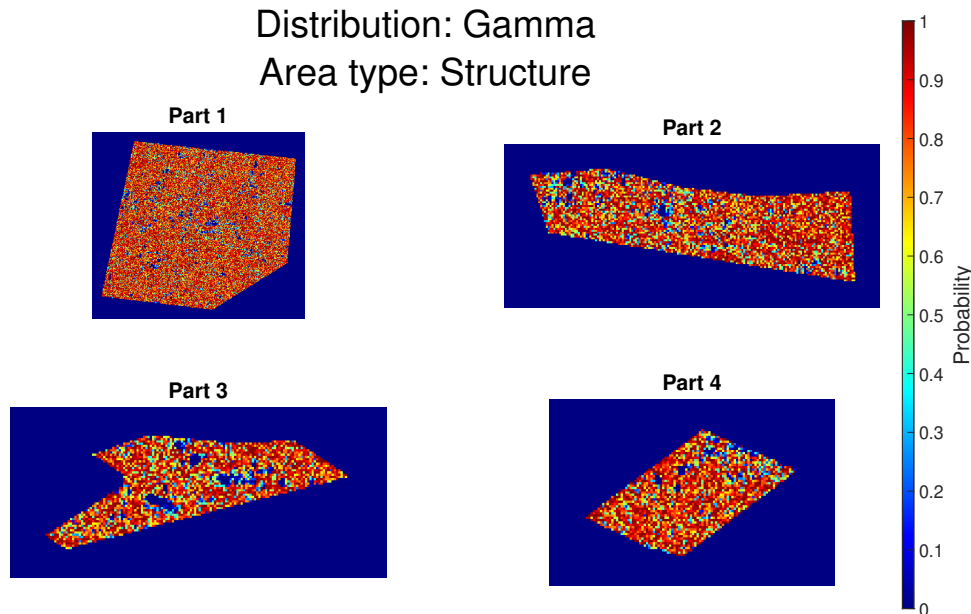 Distribution: Gamma
Area type: Structure
Part 1
Part 2
Part 3
Part 4
1
0.9
0.8
0.7
0.6
0.5
0.4
0.3
0.2
0.1
0
Probability